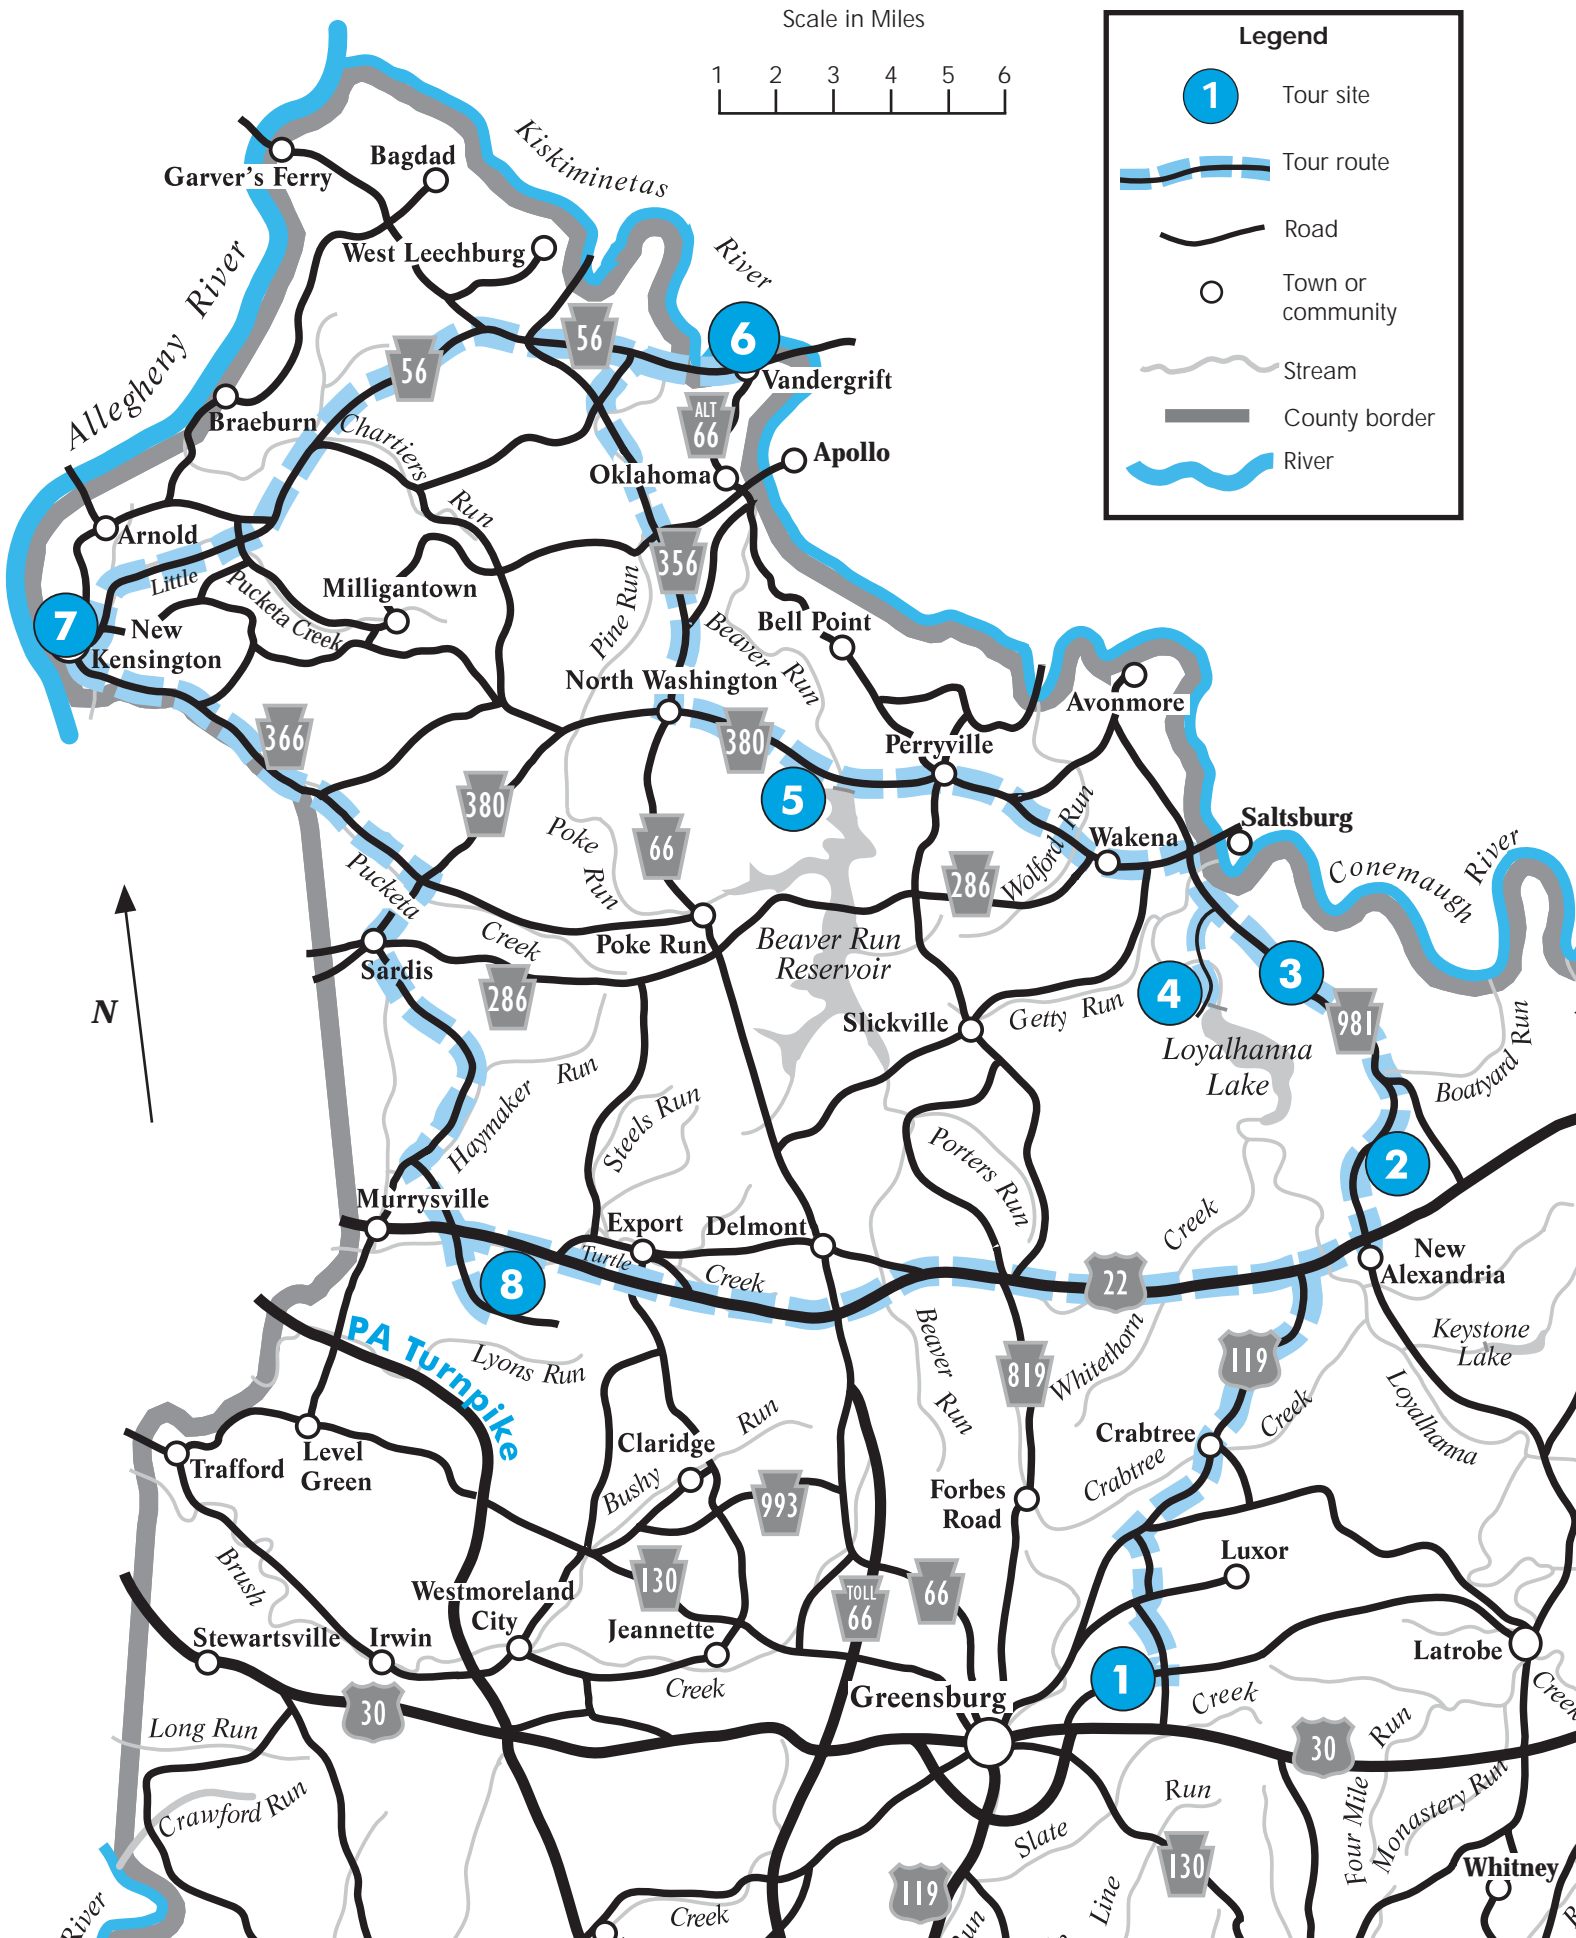 Scale in Miles
1 2 3 4 5 6
Legend
1
Tour site
Tour route
Road
Town or
community
Stream
County border
River
Kiskiminetas
River
Bagdad
Garver's Ferry
West Leechburg
Allegheny River
56
56
6
Vandergrift
ALT
66
Braeburn
Chartiers
Run
Oklahoma
Apollo
Arnold
356
Little
Pucketa Creek
Milligantown
Pine Run
7
New
Kensington
Beaver
Run
Bell Point
North Washington
Avonmore
366
380
Perryville
380
5
Poke
Run
66
Wolford Run
Wakena
Saltsburg
Conemaugh
River
286
Pucketa
Creek
Poke Run
Beaver Run
Reservoir
Sardis
286
N
Slickville
Getty Run
4
3
981
Loyalhanna
Lake
Boatyard Run
Haymaker
Run
Steels Run
Porters Run
2
Murrysville
Export
Delmont
Turtle
Creek
8
22
Creek
New
Alexandria
PA Turnpike
Lyons Run
Beaver
Run
819
Whitethorn
119
Keystone
Lake
Loyalhanna
Crabtree
Crabtree
Creek
Trafford
Level
Green
Claridge
Bushy
Run
993
Forbes
Road
Luxor
Brush
130
TOLL
66
66
Westmoreland
City
Jeannette
Stewartsville
Irwin
Creek
Greensburg
1
Creek
Latrobe
Creek
30
30
Long Run
Crawford Run
Run
Four Mile
Monastery Run
Slate
Run
130
Whitney
119
Creek
Line
River